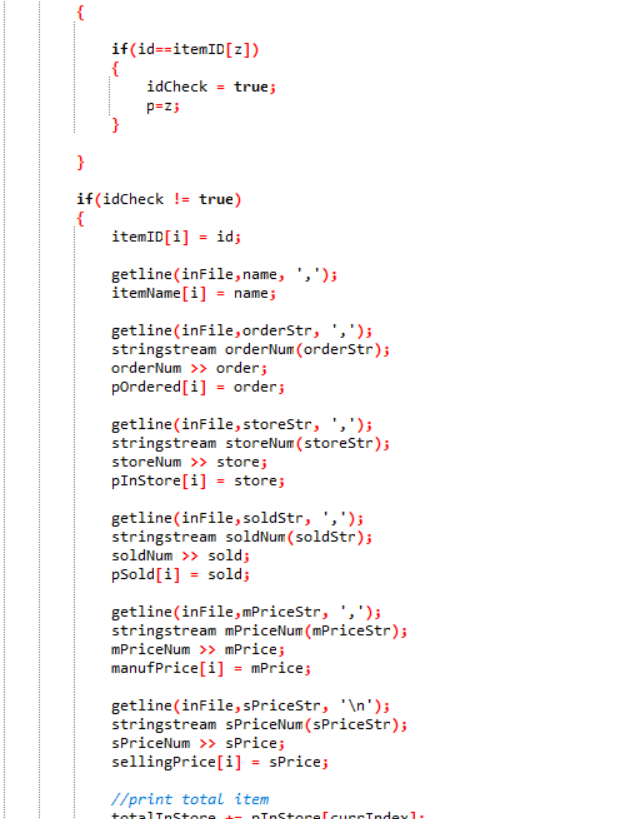 {
if(id==itemID[z])
{
idCheck = true;
p=z;
}
}
if(idCheck != true)
{
itemID[i] = id;
getline(inFile,name, ',');
itemName[i] = name;
getline(inFile,orderStr, ',');
stringstream orderNum(orderStr);
orderNum >> order;
pOrdered[i] = order;
getline(inFile,storeStr, ',');
stringstream storeNum(storeStr);
storeNum >> store;
pInStore[i] = store;
getline(inFile,soldStr, ',');
stringstream soldNum(soldStr);
soldNum >> sold;
pSold[i] = sold;
getline(inFile,mPriceStr, ',');
stringstream mPriceNum(mPriceStr);
mPriceNum >> mPrice;
manufPrice[i] = mPrice;
getline(inFile,sPriceStr, '\n');
stringstream sPriceNum(sPriceStr);
sPriceNum >> sPrice;
sellingPrice[i] = sPrice;
//print total item
totalInStore += pInStore[currIndex];